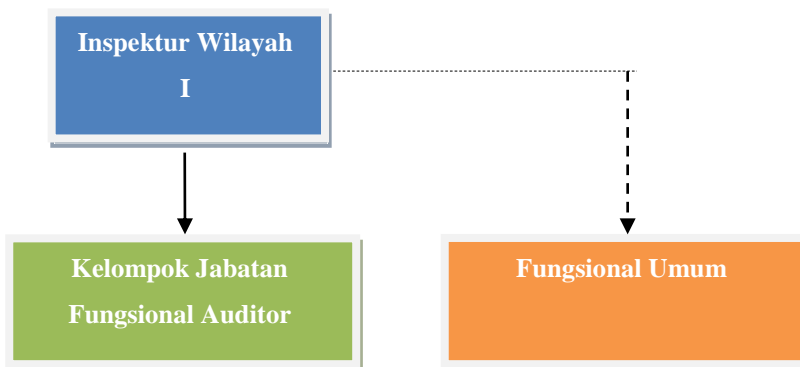 Inspektur Wilayah
I
Kelompok Jabatan
Fungsional Auditor
Fungsional Umum